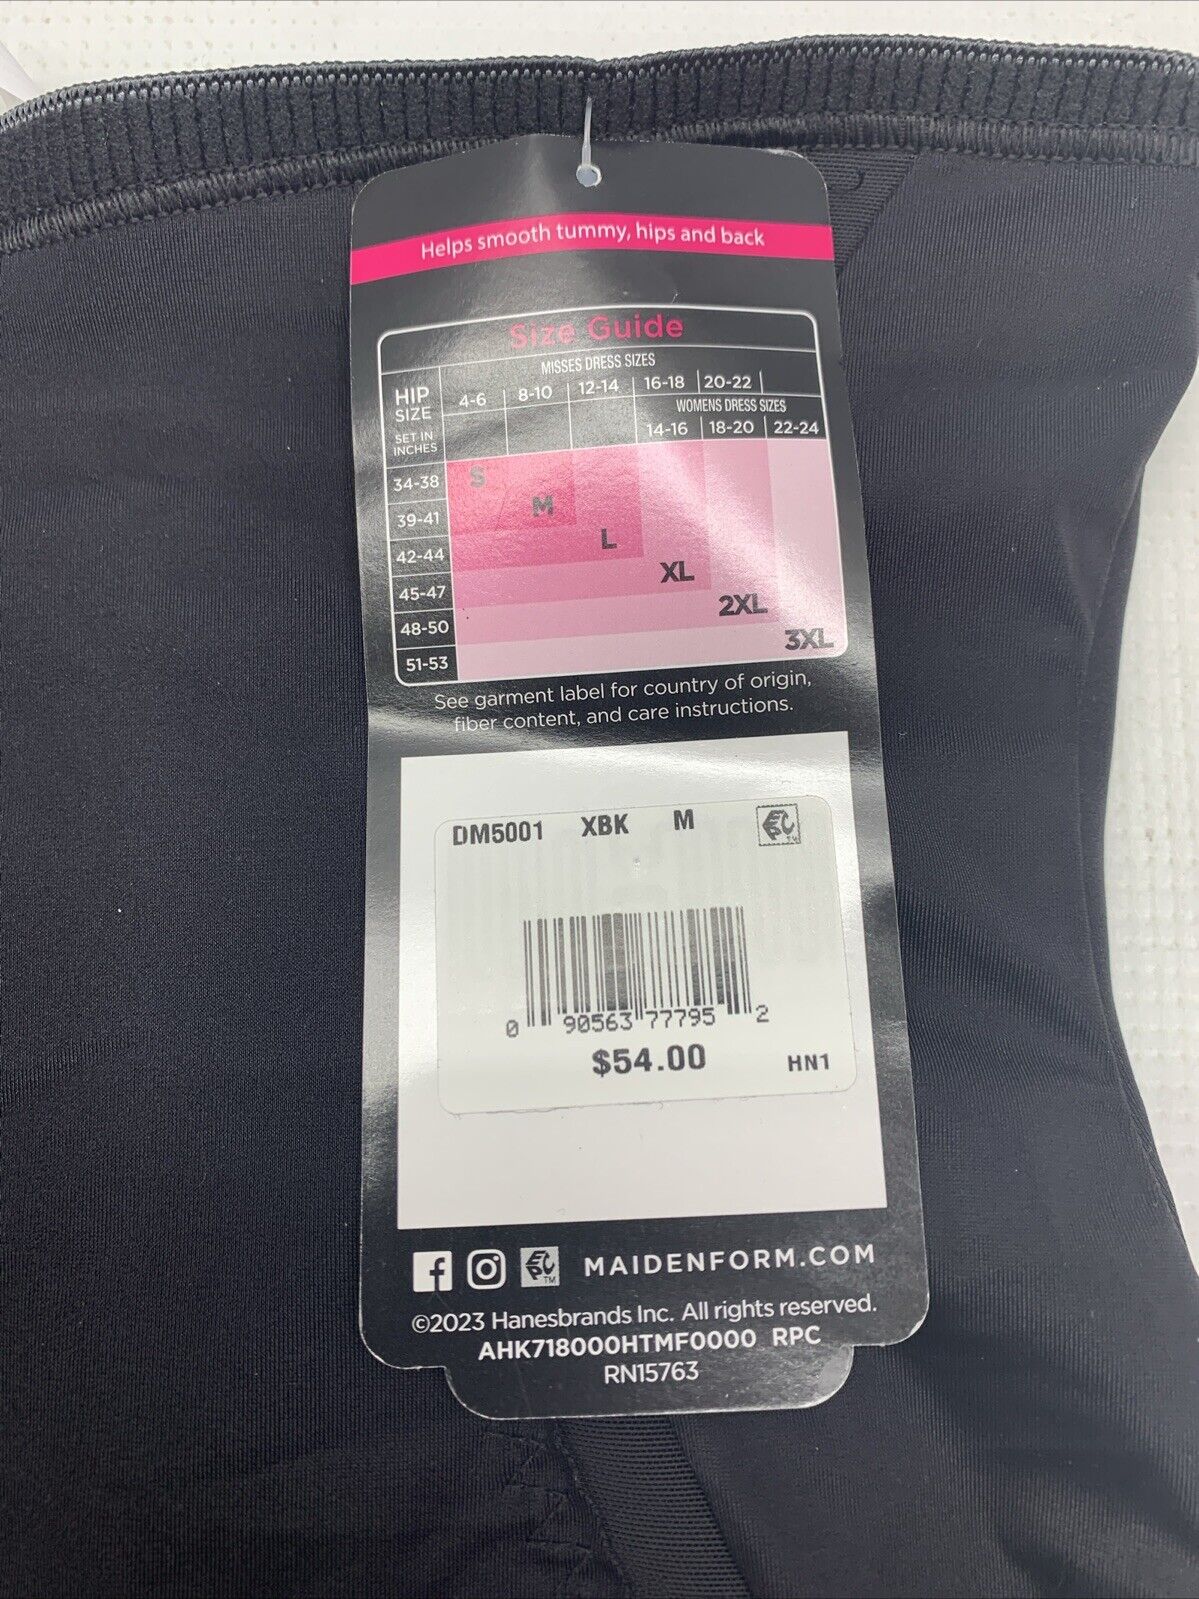 Helps smooth tummy, hips and back
Size Guide
MISSES DRESS SIZES
HIP SIZE SET IN INCHES
4-6 8-10 12-14 16-18 20-22
WOMENS DRESS SIZES
14-16 18-20 22-24
34-38 S
39-41 M
42-44 L
45-47 XL
48-50 2XL
51-53 3XL
See garment label for country of origin,
fiber content, and care instructions.
DM5001 XBK M EPC™
0 90563 77795 2
$54.00 HN1
EPC™ MAIDENFORM.COM
©2023 Hanesbrands Inc. All rights reserved.
AHK718000HTMF0000 RPC
RN15763